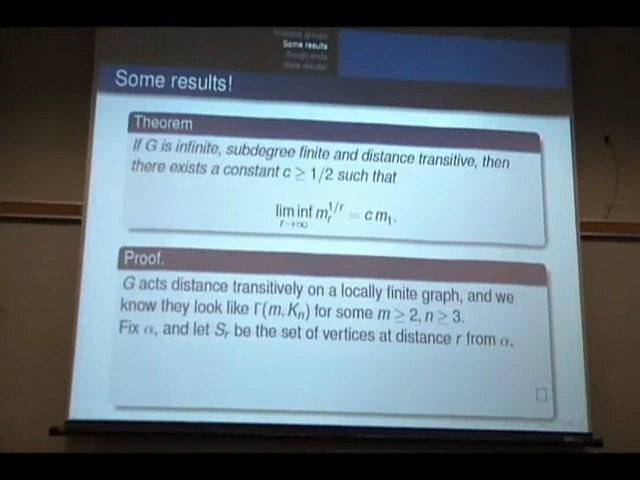 Primitive groups
Some results
Rough ends
More results!
Some results!
Theorem
If G is infinite, subdegree finite and distance transitive, then
there exists a constant c ≥ 1/2 such that
lim inf m_r^{1/r} = c m_1.
r→∞
Proof.
G acts distance transitively on a locally finite graph, and we
know they look like Γ(m, K_n) for some m ≥ 2, n ≥ 3.
Fix α, and let S_r be the set of vertices at distance r from α.